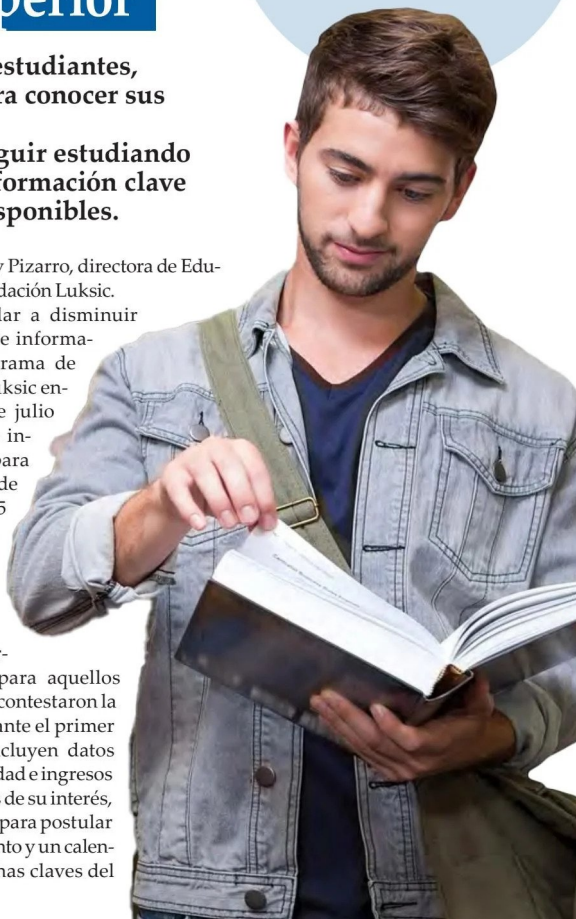 perior
estudiantes,
ra conocer sus
guir estudiando
formación clave
sponibles.
y Pizarro, directora de Edu-
dación Luksic.
lar a disminuir
e informa-
rama de
iksic en-
e julio
in-
para
de
5
r-
para aquellos
contestaron la
ante el primer
cluyen datos
dad e ingresos
s de su interés,
para postular
nto y un calen-
nas claves del